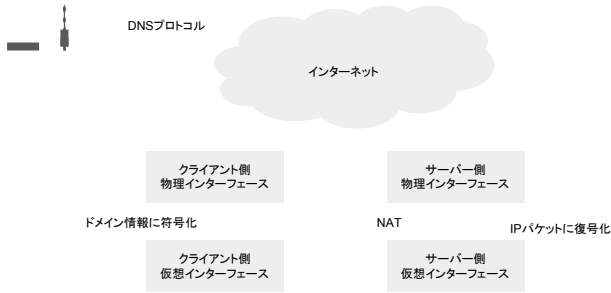 DNSプロトコル
インターネット
クライアント側
物理インターフェース
サーバー側
物理インターフェース
ドメイン情報に符号化
NAT
IPパケットに復号化
クライアント側
仮想インターフェース
サーバー側
仮想インターフェース